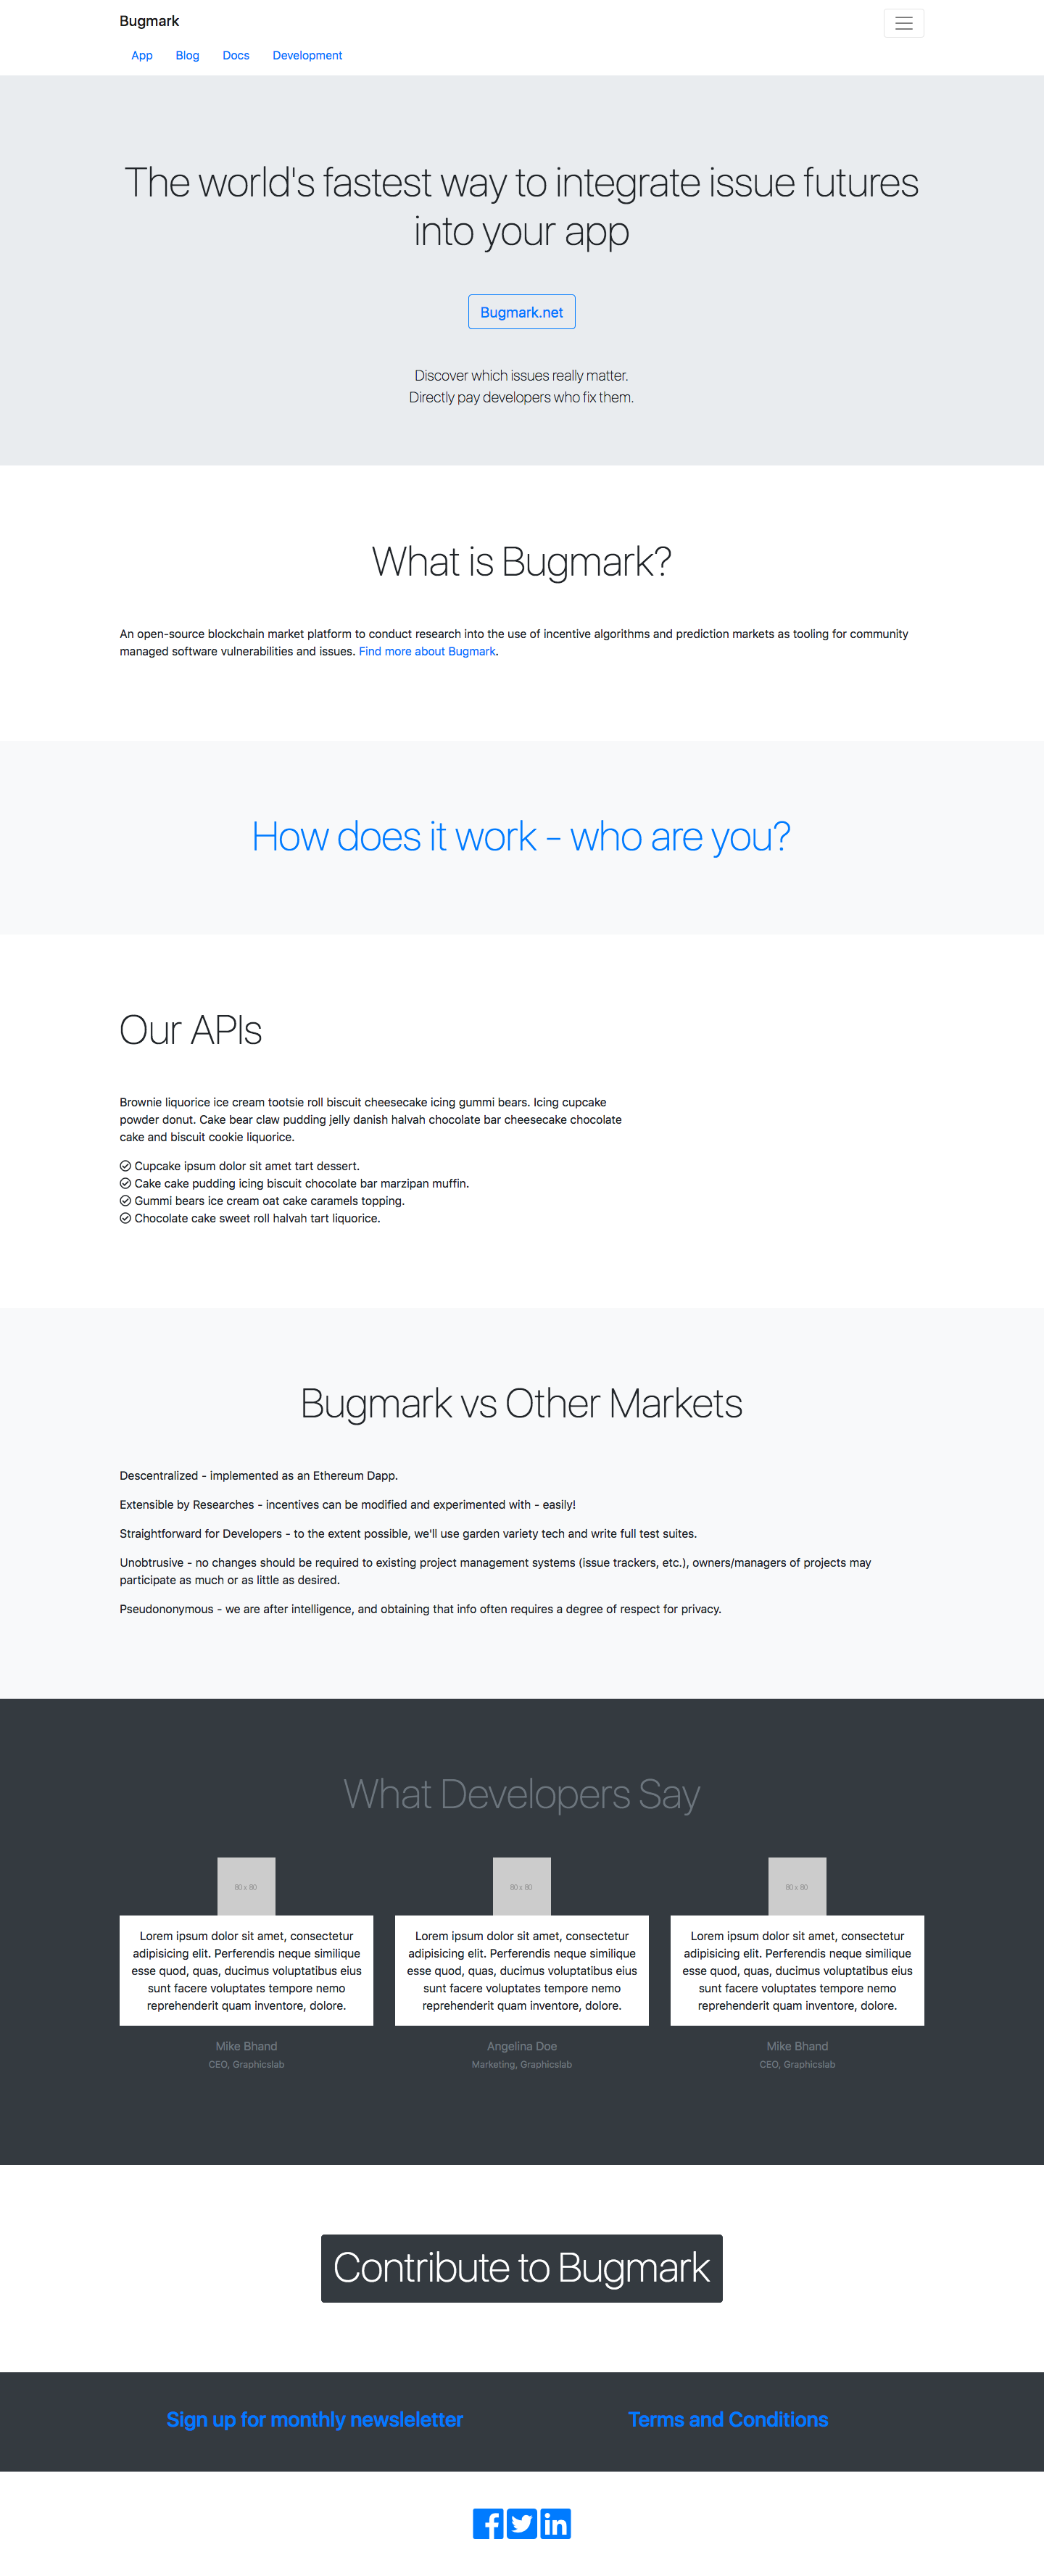 Bugmark
App Blog Docs Development
The world's fastest way to integrate issue futures
into your app
Bugmark.net
Discover which issues really matter.
Directly pay developers who fix them.
What is Bugmark?
An open-source blockchain market platform to conduct research into the use of incentive algorithms and prediction markets as tooling for community
managed software vulnerabilities and issues. Find more about Bugmark.
How does it work - who are you?
Our APIs
Brownie liquorice ice cream tootsie roll biscuit cheesecake icing gummi bears. Icing cupcake
powder donut. Cake bear claw pudding jelly danish halvah chocolate bar cheesecake chocolate
cake and biscuit cookie liquorice.
Cupcake ipsum dolor sit amet tart dessert.
Cake cake pudding icing biscuit chocolate bar marzipan muffin.
Gummi bears ice cream oat cake caramels topping.
Chocolate cake sweet roll halvah tart liquorice.
Bugmark vs Other Markets
Descentralized - implemented as an Ethereum Dapp.
Extensible by Researches - incentives can be modified and experimented with - easily!
Straightforward for Developers - to the extent possible, we'll use garden variety tech and write full test suites.
Unobtrusive - no changes should be required to existing project management systems (issue trackers, etc.), owners/managers of projects may
participate as much or as little as desired.
Pseudononymous - we are after intelligence, and obtaining that info often requires a degree of respect for privacy.
What Developers Say
80 x 80
Lorem ipsum dolor sit amet, consectetur
adipisicing elit. Perferendis neque similique
esse quod, quas, ducimus voluptatibus eius
sunt facere voluptates tempore nemo
reprehenderit quam inventore, dolore.
Mike Bhand
CEO, Graphicslab
80 x 80
Lorem ipsum dolor sit amet, consectetur
adipisicing elit. Perferendis neque similique
esse quod, quas, ducimus voluptatibus eius
sunt facere voluptates tempore nemo
reprehenderit quam inventore, dolore.
Angelina Doe
Marketing, Graphicslab
80 x 80
Lorem ipsum dolor sit amet, consectetur
adipisicing elit. Perferendis neque similique
esse quod, quas, ducimus voluptatibus eius
sunt facere voluptates tempore nemo
reprehenderit quam inventore, dolore.
Mike Bhand
CEO, Graphicslab
Contribute to Bugmark
Sign up for monthly newsleletter
Terms and Conditions